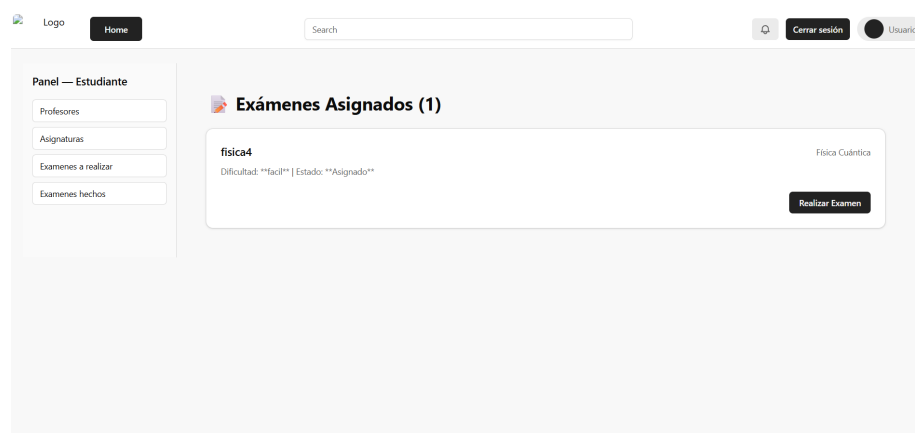 Logo
Home
Search
Cerrar sesión
Usuario
Panel — Estudiante
Profesores
Asignaturas
Examenes a realizar
Examenes hechos
Exámenes Asignados (1)
fisica4
Física Cuántica
Dificultad: **facil** | Estado: **Asignado**
Realizar Examen